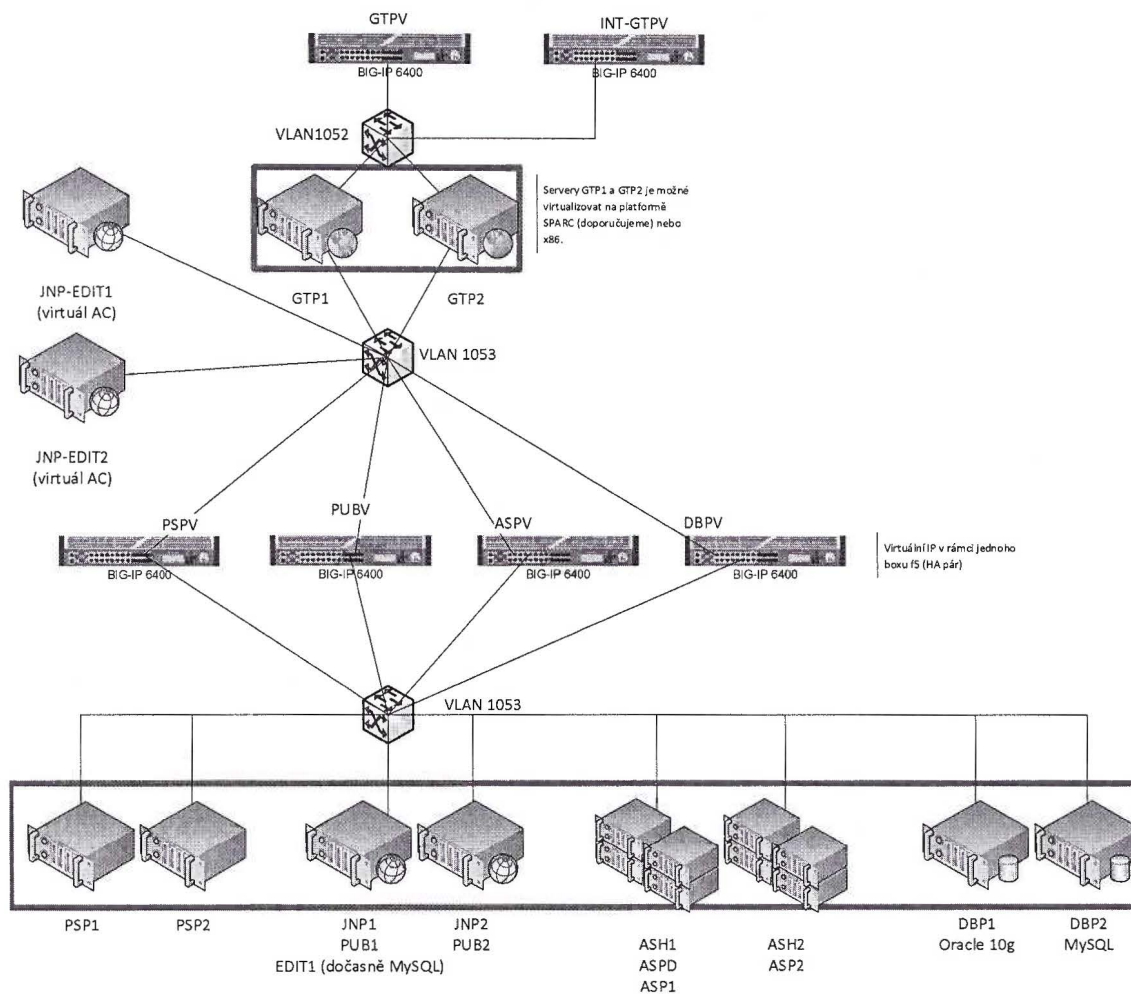 GTPV
INT-GTPV
BIG-IP 6400
BIG-IP 6400
VLAN1052
Servery GTP1 a GTP2 je možné
virtualizovat na platformě
SPARC (doporučujeme) nebo
x86.
JNP-EDIT1
(virtuál AC)
GTP1
GTP2
VLAN 1053
JNP-EDIT2
(virtuál AC)
PSPV
PUBV
ASPV
DBPV
BIG-IP 6400
BIG-IP 6400
BIG-IP 6400
BIG-IP 6400
Virtuální IP v rámci jednoho
boxu f5 (HA pár)
VLAN 1053
PSP1
PSP2
JNP1
PUB1
EDIT1 (dočasně MySQL)
JNP2
PUB2
ASH1
ASPD
ASP1
ASH2
ASP2
DBP1
Oracle 10g
DBP2
MySQL